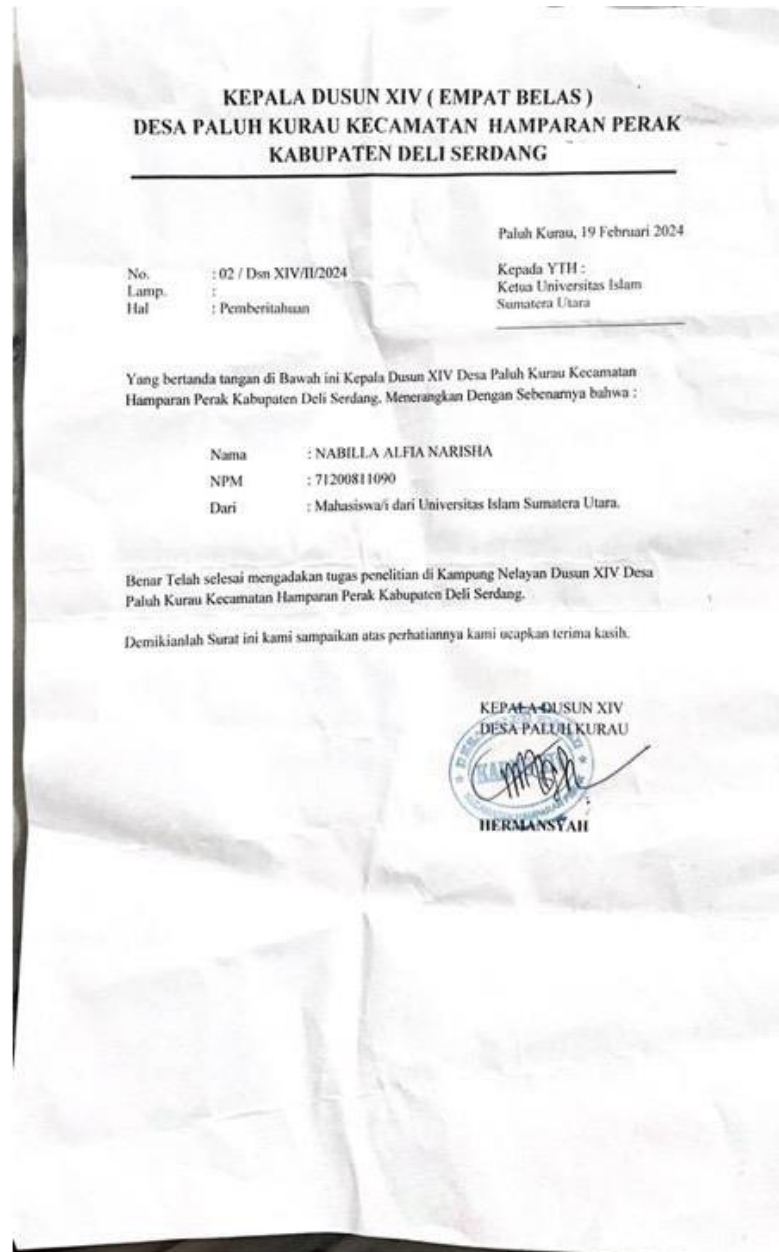 KEPALA DUSUN XIV ( EMPAT BELAS )
DESA PALUH KURAU KECAMATAN HAMPARAN PERAK
KABUPATEN DELI SERDANG
Paluh Kurau, 19 Februari 2024
No. : 02 / Dsn XIV/II/2024
Lamp. :
Hal : Pemberitahuan
Kepada YTH :
Ketua Universitas Islam
Sumatera Utara
Yang bertanda tangan di Bawah ini Kepala Dusun XIV Desa Paluh Kurau Kecamatan
Hamparan Perak Kabupaten Deli Serdang, Menerangkan Dengan Sebenarnya bahwa :
Nama : NABILLA ALFIA NARISHA
NPM : 71200811090
Dari : Mahasiswa/i dari Universitas Islam Sumatera Utara.
Benar Telah selesai mengadakan tugas penelitian di Kampung Nelayan Dusun XIV Desa
Paluh Kurau Kecamatan Hamparan Perak Kabupaten Deli Serdang.
Demikianlah Surat ini kami sampaikan atas perhatiannya kami ucapkan terima kasih.
KEPALA DUSUN XIV
DESA PALUH KURAU
HERMANSYAH